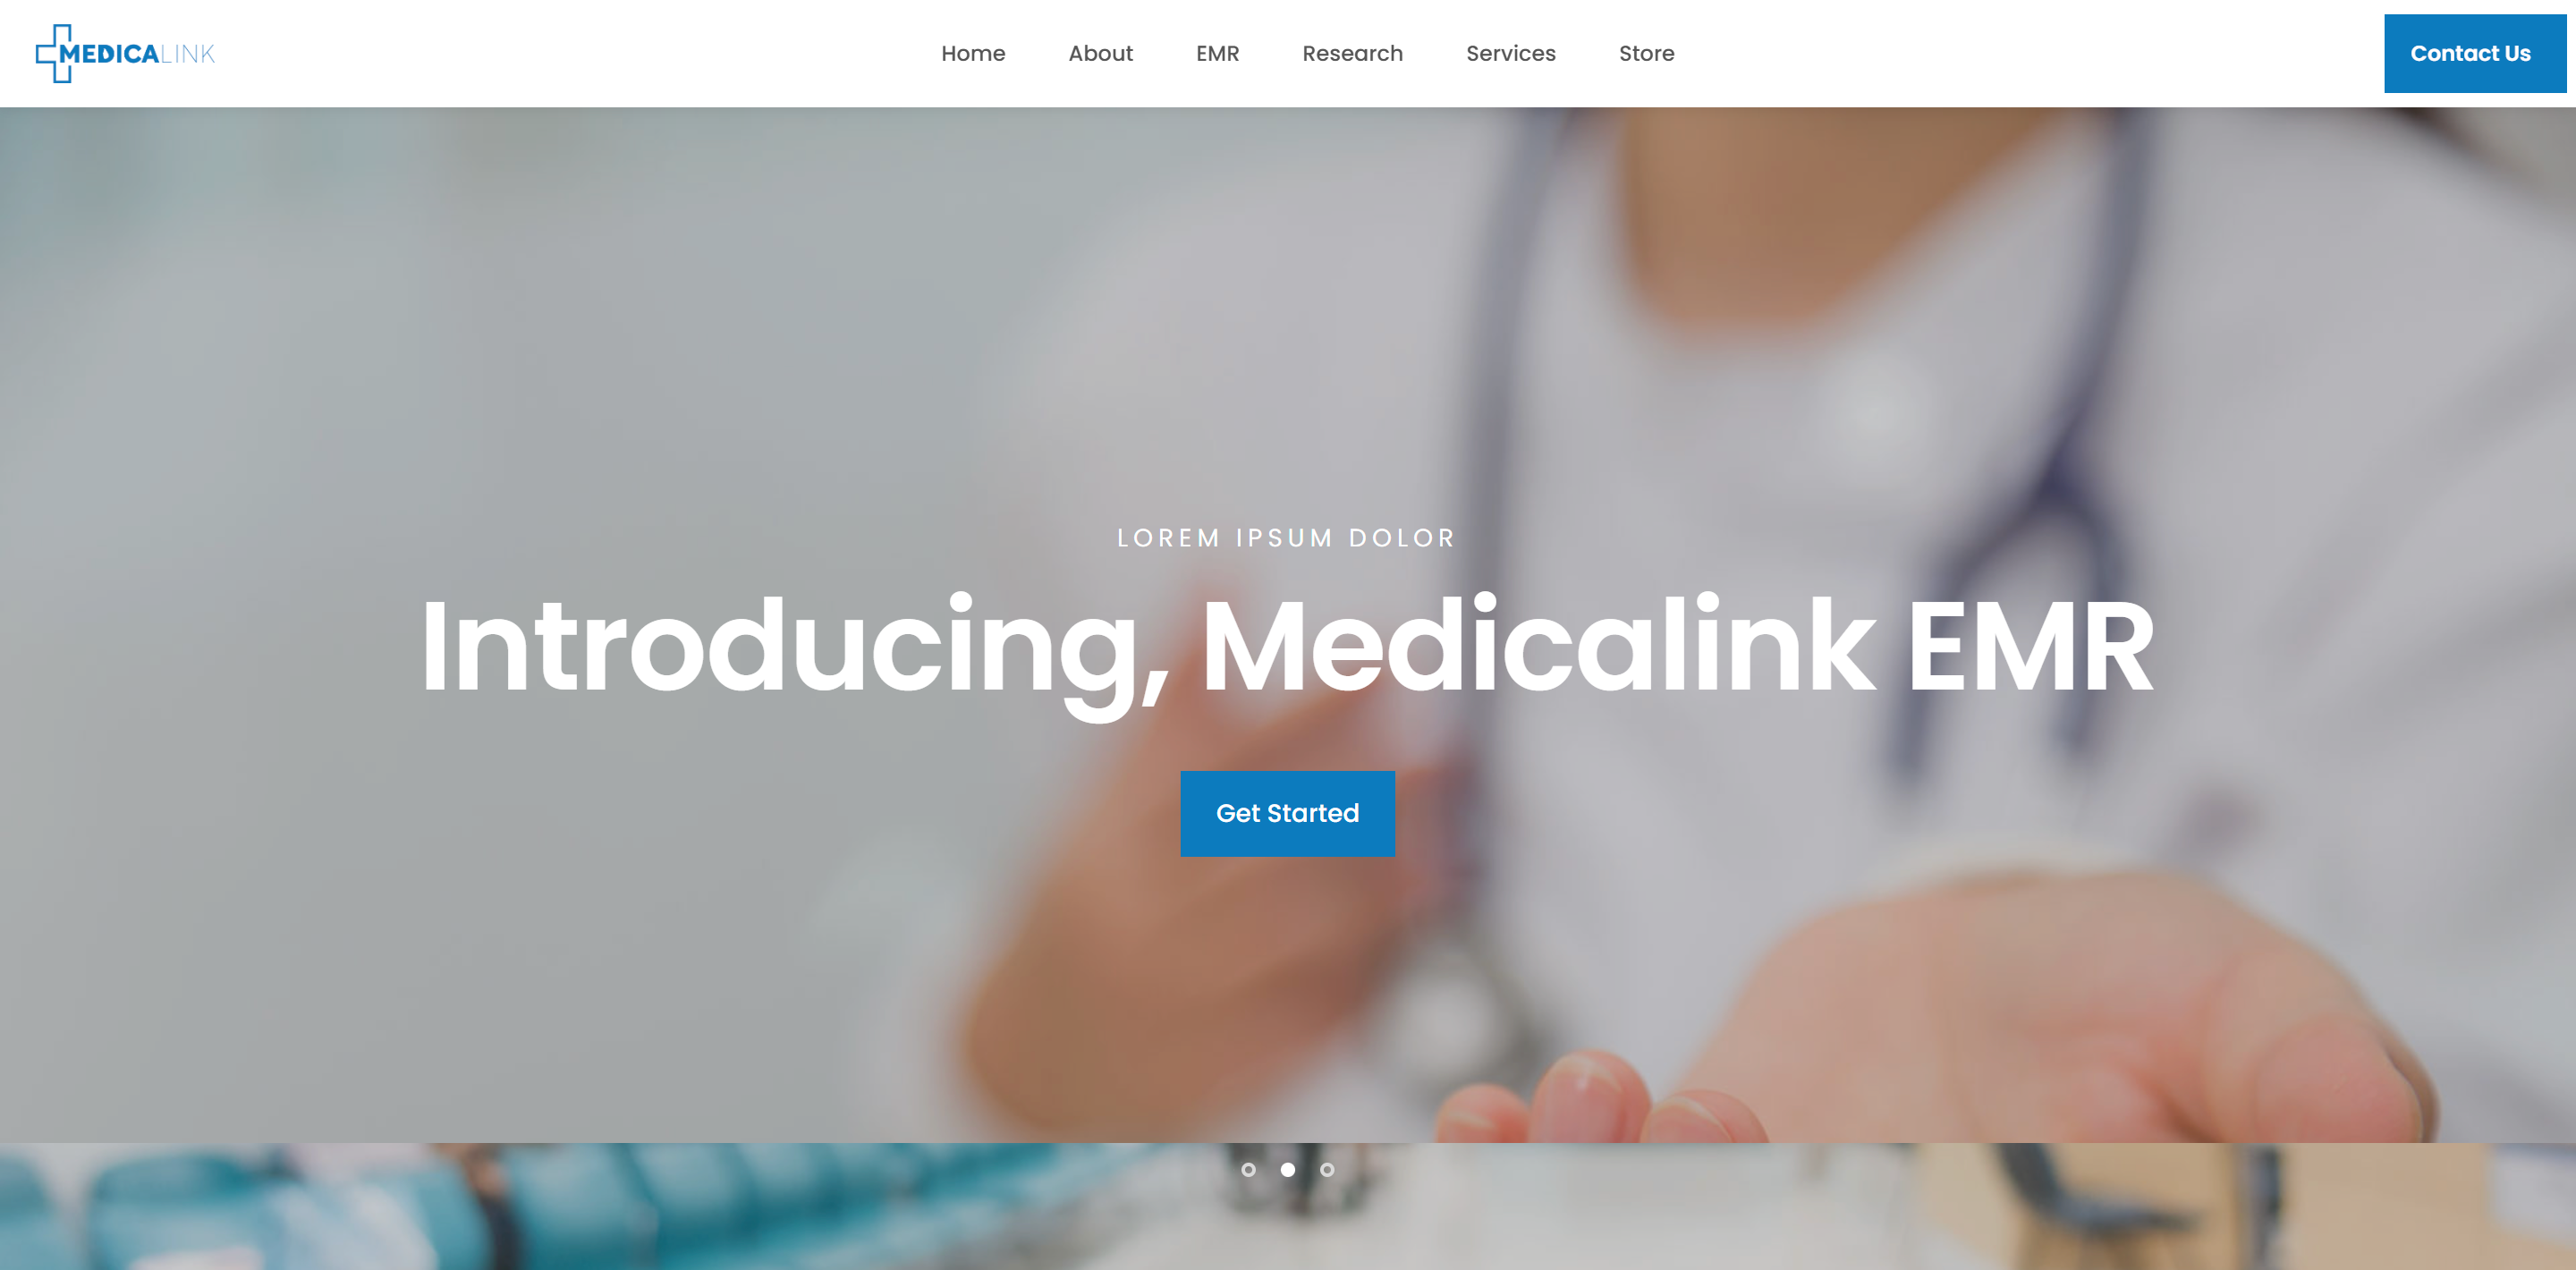 MEDICALINK
Home About EMR Research Services Store
Contact Us
LOREM IPSUM DOLOR
Introducing, Medicalink EMR
Get Started